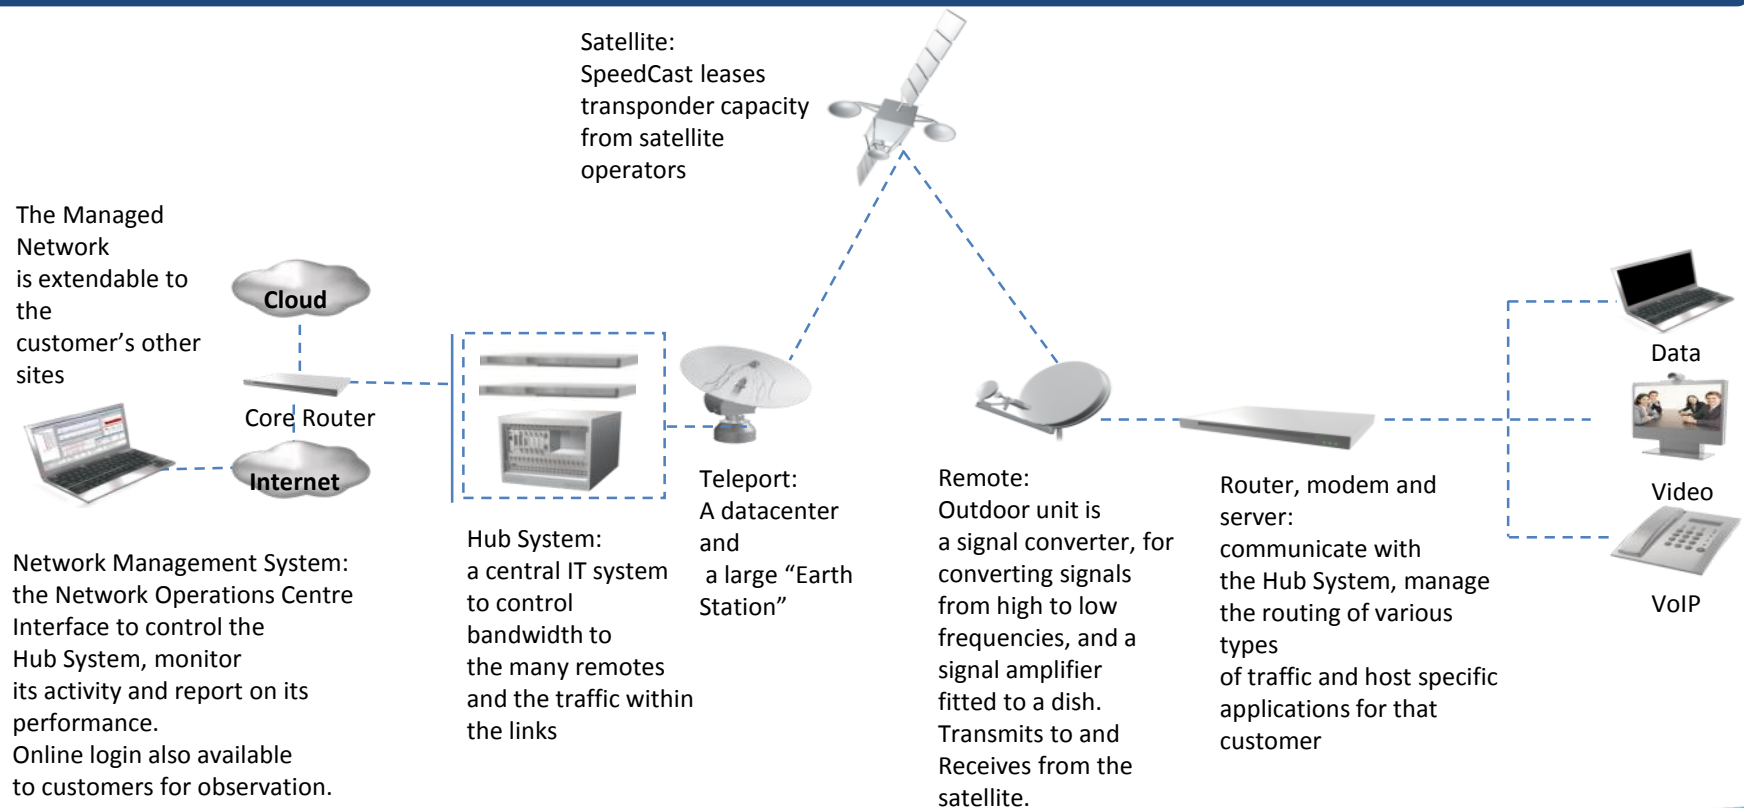 Satellite:
SpeedCast leases
transponder capacity
from satellite
operators
The Managed
Network
is extendable to
the
customer’s other
sites
Cloud
Core Router
Internet
Network Management System:
the Network Operations Centre
Interface to control the
Hub System, monitor
its activity and report on its
performance.
Online login also available
to customers for observation.
Hub System:
a central IT system
to control
bandwidth to
the many remotes
and the traffic within
the links
Teleport:
A datacenter
and
a large “Earth
Station”
Remote:
Outdoor unit is
a signal converter, for
converting signals
from high to low
frequencies, and a
signal amplifier
fitted to a dish.
Transmits to and
Receives from the
satellite.
Router, modem and
server:
communicate with
the Hub System, manage
the routing of various
types
of traffic and host specific
applications for that
customer
Data
Video
VoIP